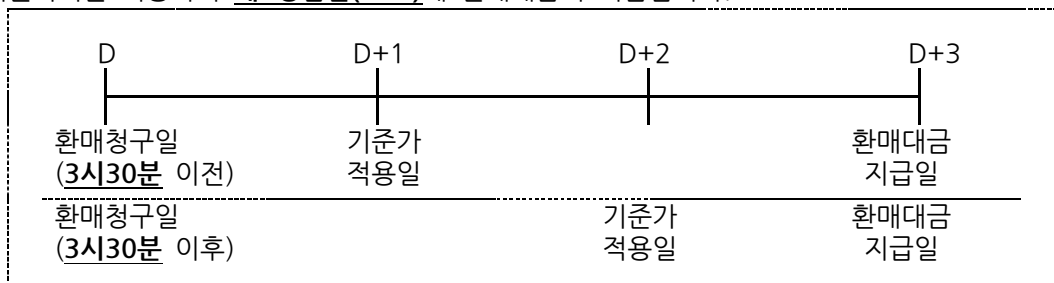 D D+1 D+2 D+3
환매청구일 기준가 환매대금
(3시30분 이전) 적용일 지급일
환매청구일 기준가 환매대금
(3시30분 이후) 적용일 지급일